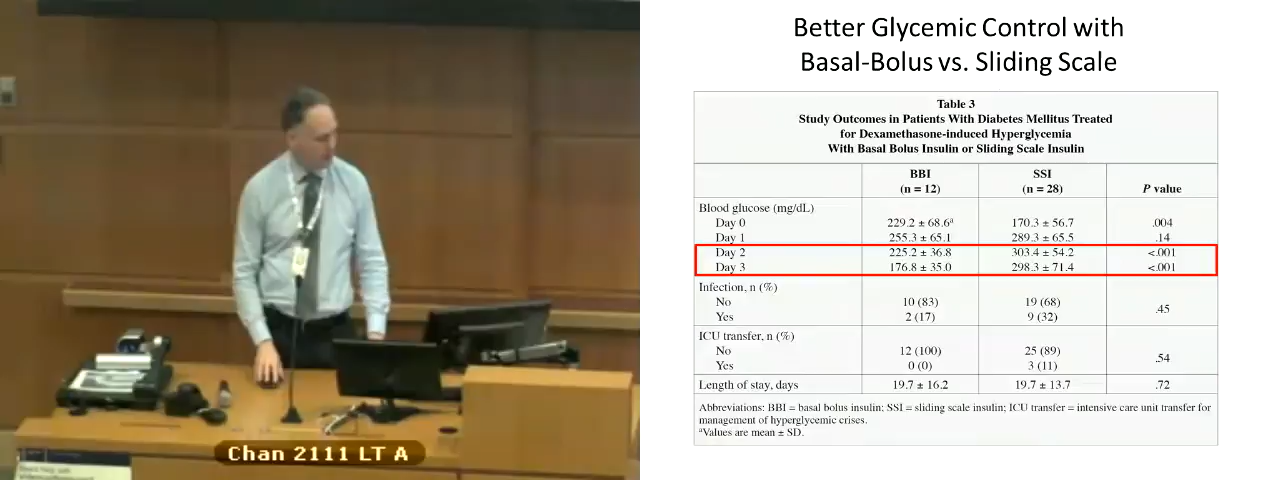 Chan 2111 LT A
Better Glycemic Control with
Basal-Bolus vs. Sliding Scale
Table 3
Study Outcomes in Patients With Diabetes Mellitus Treated
for Dexamethasone-induced Hyperglycemia
With Basal Bolus Insulin or Sliding Scale Insulin
BBI SSI
(n = 12) (n = 28) P value
Blood glucose (mg/dL)
Day 0 229.2 ± 68.6ª 170.3 ± 56.7 .004
Day 1 255.3 ± 65.1 289.3 ± 65.5 .14
Day 2 225.2 ± 36.8 303.4 ± 54.2 <.001
Day 3 176.8 ± 35.0 298.3 ± 71.4 <.001
Infection, n (%)
No 10 (83) 19 (68)
.45
Yes 2 (17) 9 (32)
ICU transfer, n (%)
No 12 (100) 25 (89)
.54
Yes 0 (0) 3 (11)
Length of stay, days 19.7 ± 16.2 19.7 ± 13.7 .72
Abbreviations: BBI = basal bolus insulin; SSI = sliding scale insulin; ICU transfer = intensive care unit transfer for
management of hyperglycemic crises.
ªValues are mean ± SD.